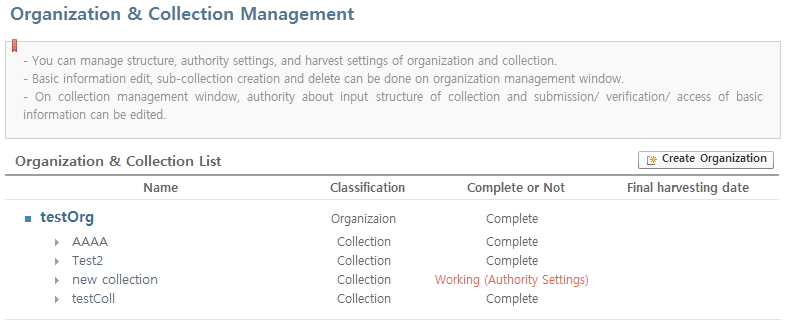 Organization & Collection Management
- You can manage structure, authority settings, and harvest settings of organization and collection.
- Basic information edit, sub-collection creation and delete can be done on organization management window.
- On collection management window, authority about input structure of collection and submission/ verification/ access of basic
information can be edited.
Organization & Collection List Create Organization
Name Classification Complete or Not Final harvesting date
testOrg Organizaion Complete
AAAA Collection Complete
Test2 Collection Complete
new collection Collection Working (Authority Settings)
testColl Collection Complete